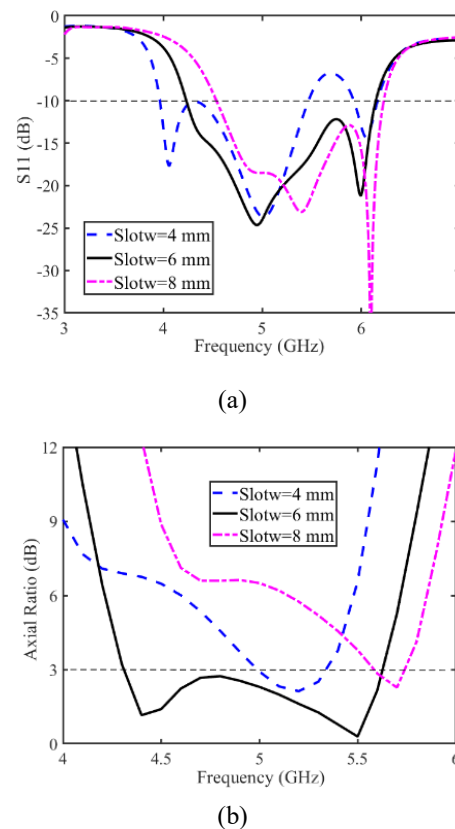 0
-5
-10
-15
-20
-25
-30
-35
S11 (dB)
Slotw=4 mm
Slotw=6 mm
Slotw=8 mm
3 4 5 6
Frequency (GHz)
(a)
12
9
6
3
0
Axial Ratio (dB)
Slotw=4 mm
Slotw=6 mm
Slotw=8 mm
4 4.5 5 5.5 6
Frequency (GHz)
(b)